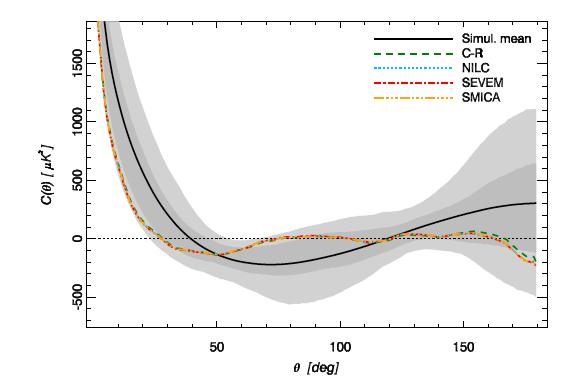 Simul. mean
C-R
NILC
SEVEM
SMICA
C(θ) [ μK²]
1500
1000
500
0
-500
50
100
150
θ [deg]